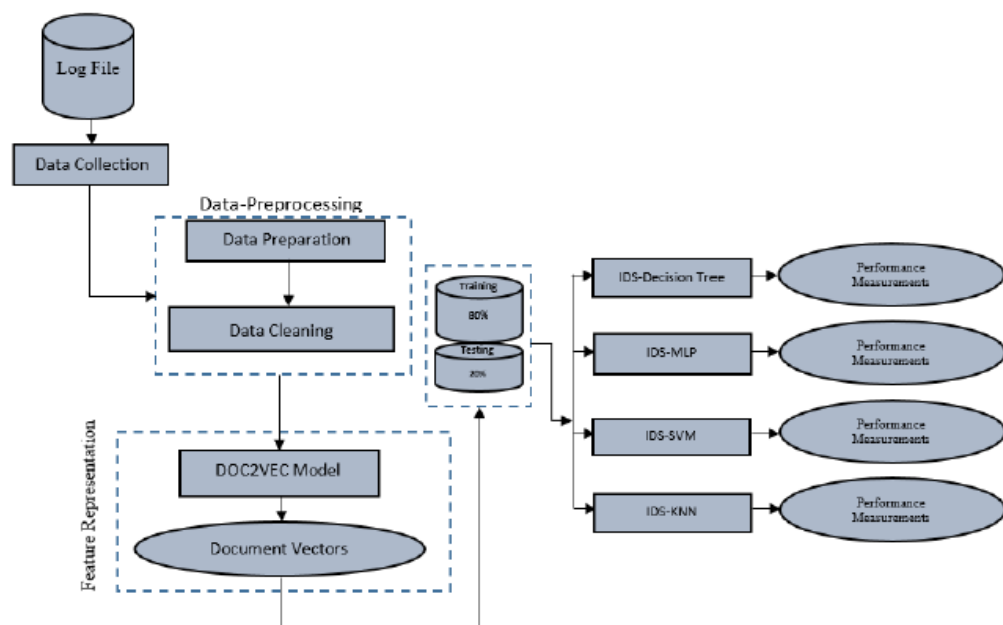 Log File
Data Collection
Data-Preprocessing
Data Preparation
Data Cleaning
Feature Representation
DOC2VEC Model
Document Vectors
Training
80%
Testing
20%
IDS-Decision Tree
Performance
Measurements
IDS-MLP
Performance
Measurements
IDS-SVM
Performance
Measurements
IDS-KNN
Performance
Measurements